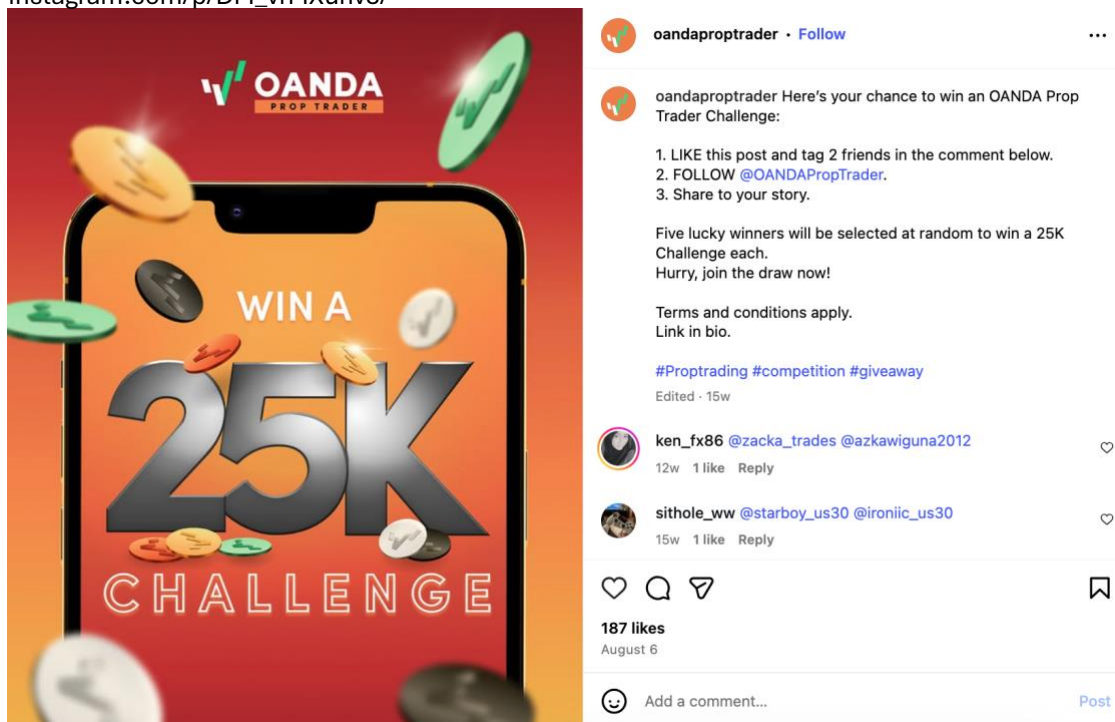 OANDA
PROP TRADER
WIN A
25K
CHALLENGE
oandaproptrader • Follow
oandaproptrader Here's your chance to win an OANDA Prop
Trader Challenge:
1. LIKE this post and tag 2 friends in the comment below.
2. FOLLOW @OANDAPropTrader.
3. Share to your story.
Five lucky winners will be selected at random to win a 25K
Challenge each.
Hurry, join the draw now!
Terms and conditions apply.
Link in bio.
#Proptrading #competition #giveaway
Edited · 15w
ken_fx86 @zacka_trades @azkawiguna2012
12w 1 like Reply
sithole_ww @starboy_us30 @ironiic_us30
15w 1 like Reply
187 likes
August 6
Add a comment...
Post